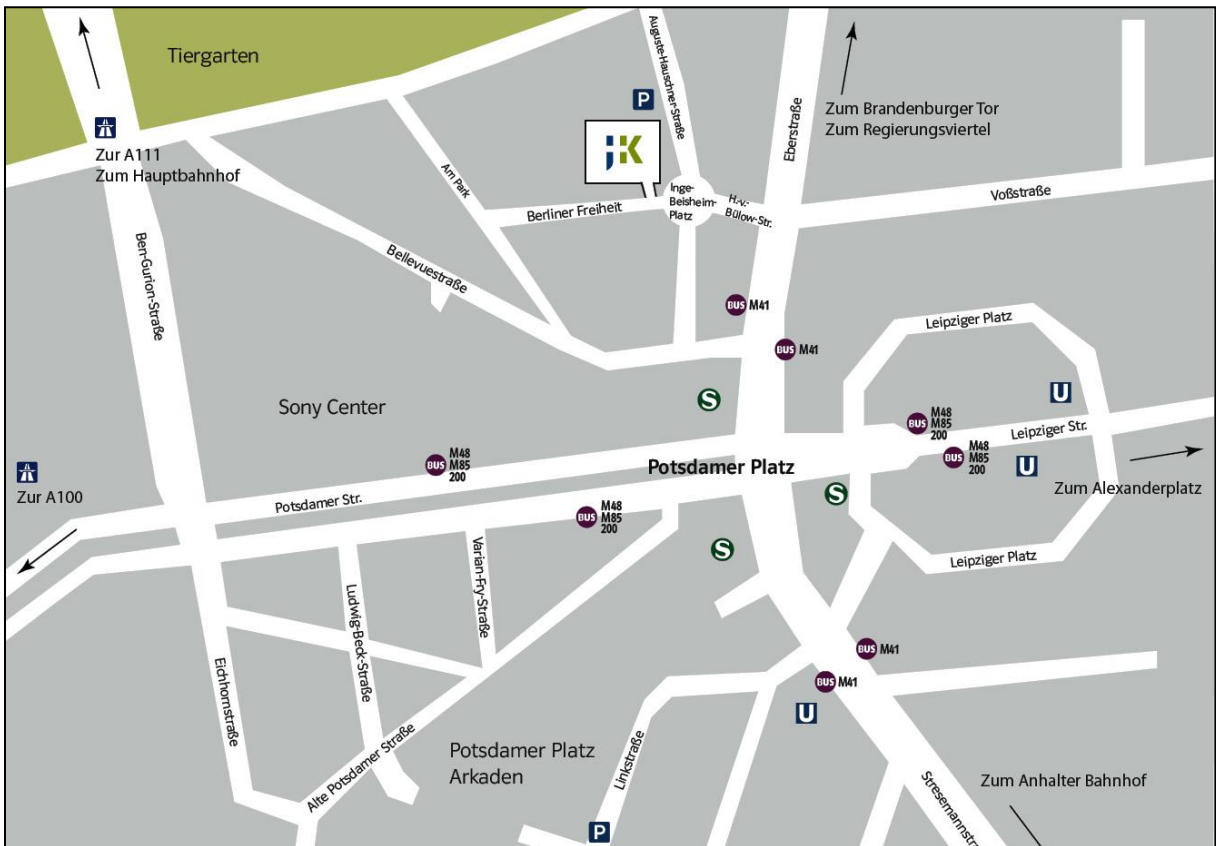 Tiergarten
Zur A111
Zum Hauptbahnhof
Ben-Gurion-Straße
Am Park
Bellevuestraße
P
Auguste-Hauschner-Straße
JHK
Berliner Freiheit
Inge-
Beisheim-
Platz
H.-v.-
Bülow-Str.
Eberstraße
Zum Brandenburger Tor
Zum Regierungsviertel
Voßstraße
BUS M41
BUS M41
Leipziger Platz
Sony Center
S
U
BUS M48
M85
200
Leipziger Str.
BUS M48
M85
200
U
Zum Alexanderplatz
BUS M48
M85
200
Potsdamer Platz
Zur A100
Potsdamer Str.
S
BUS M48
M85
200
S
Leipziger Platz
Varian-Fry-Straße
Ludwig-Beck-Straße
Eichhornstraße
BUS M41
BUS M41
U
Alte Potsdamer Straße
Potsdamer Platz
Arkaden
Linkstraße
P
Zum Anhalter Bahnhof